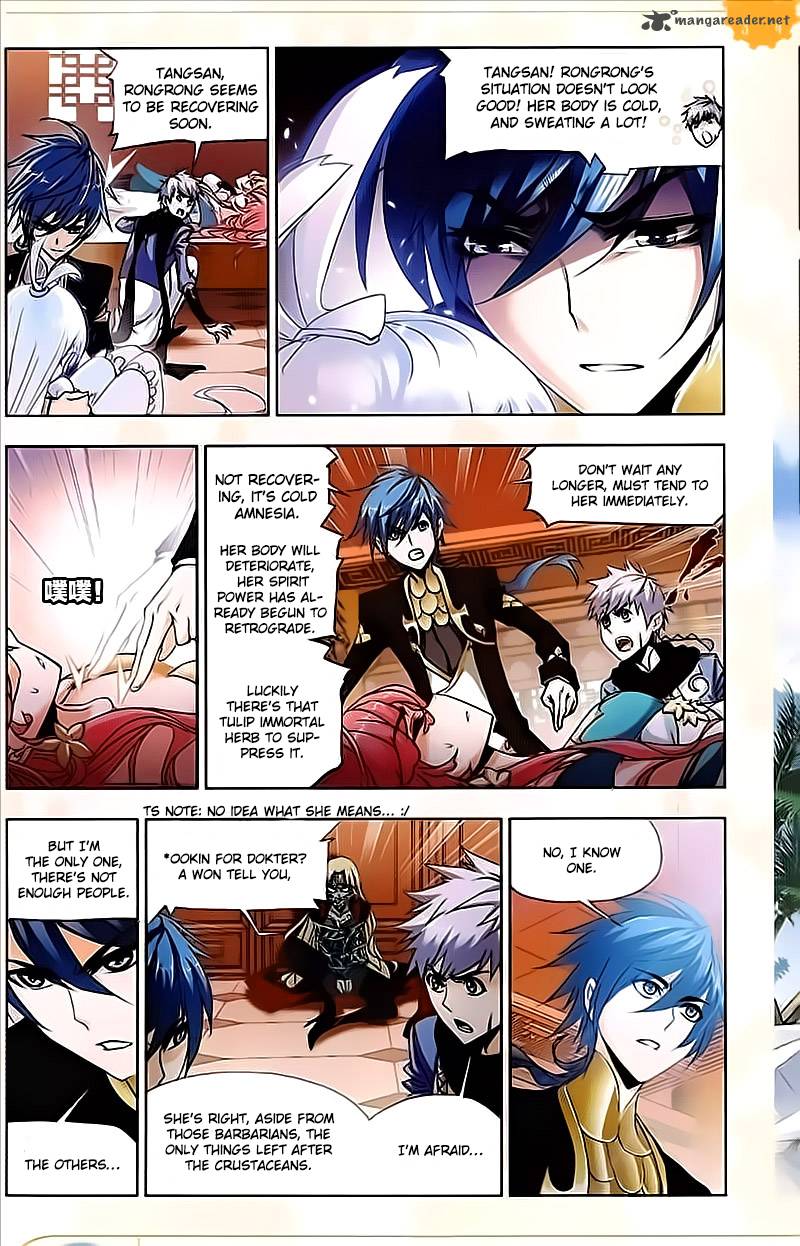 mangareader.net
TANGSAN,
RONGRONG SEEMS
TO BE RECOVERING
SOON.
TANGSAN! RONGRONG'S
SITUATION DOESN'T LOOK
GOOD! HER BODY IS COLD,
AND SWEATING A LOT!
噗噗!
NOT RECOVER-
ING, IT'S COLD
AMNESIA.
HER BODY WILL
DETERIORATE,
HER SPIRIT
POWER HAS AL-
READY BEGUN TO
RETROGRADE.
LUCKILY
THERE'S THAT
TULIP IMMORTAL
HERB TO SUP-
PRESS IT.
DON'T WAIT ANY
LONGER, MUST TEND TO
HER IMMEDIATELY.
TS NOTE: NO IDEA WHAT SHE MEANS... :/
BUT I'M
THE ONLY ONE,
THERE'S NOT
ENOUGH PEOPLE.
THE OTHERS...
*OOKIN FOR DOKTER?
A WON TELL YOU,
SHE'S RIGHT, ASIDE FROM
THOSE BARBARIANS, THE
ONLY THINGS LEFT AFTER
THE CRUSTACEANS.
I'M AFRAID...
NO, I KNOW
ONE.